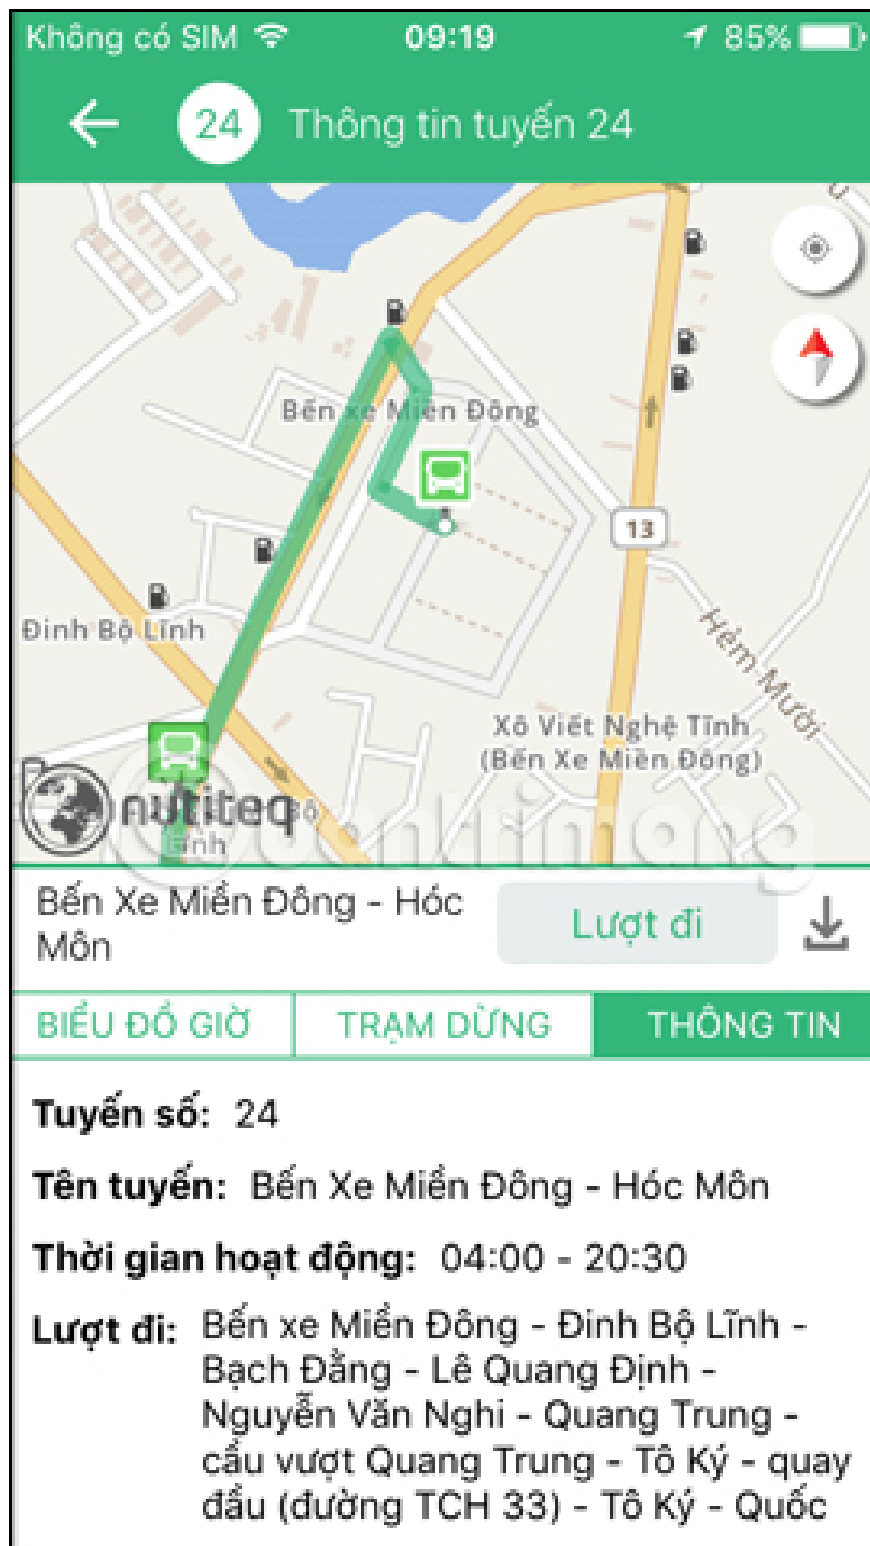 Không có SIM 09:19 85%
24 Thông tin tuyến 24
Bến xe Miền Đông
13
Đinh Bộ Lĩnh
Hẻm Mười
Xô Viết Nghệ Tĩnh
(Bến Xe Miền Đông)
nutiteq
quantrimang
Bến Xe Miền Đông - Hóc
Môn
Lượt đi
BIỂU ĐỒ GIỜ TRẠM DỪNG THÔNG TIN
Tuyến số: 24
Tên tuyến: Bến Xe Miền Đông - Hóc Môn
Thời gian hoạt động: 04:00 - 20:30
Lượt đi: Bến xe Miền Đông - Đinh Bộ Lĩnh -
Bạch Đằng - Lê Quang Định -
Nguyễn Văn Nghi - Quang Trung -
cầu vượt Quang Trung - Tô Ký - quay
đầu (đường TCH 33) - Tô Ký - Quốc